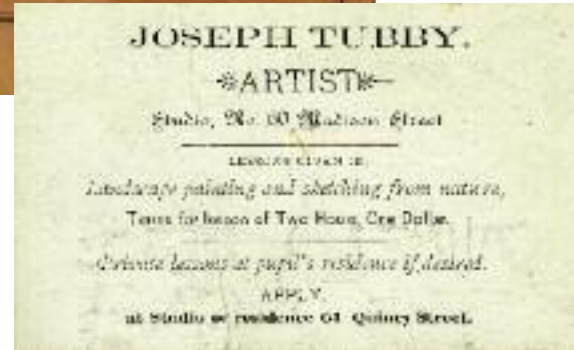 JOSEPH TUBBY.
ARTIST
Studio, No. 60 Madison Street
LESSONS GIVEN IN
Landscape painting and sketching from nature,
Terms for lesson of Two Hours, One Dollar.
Private lessons at pupil's residence if desired.
APPLY
at Studio or residence 64 Quincy Street.